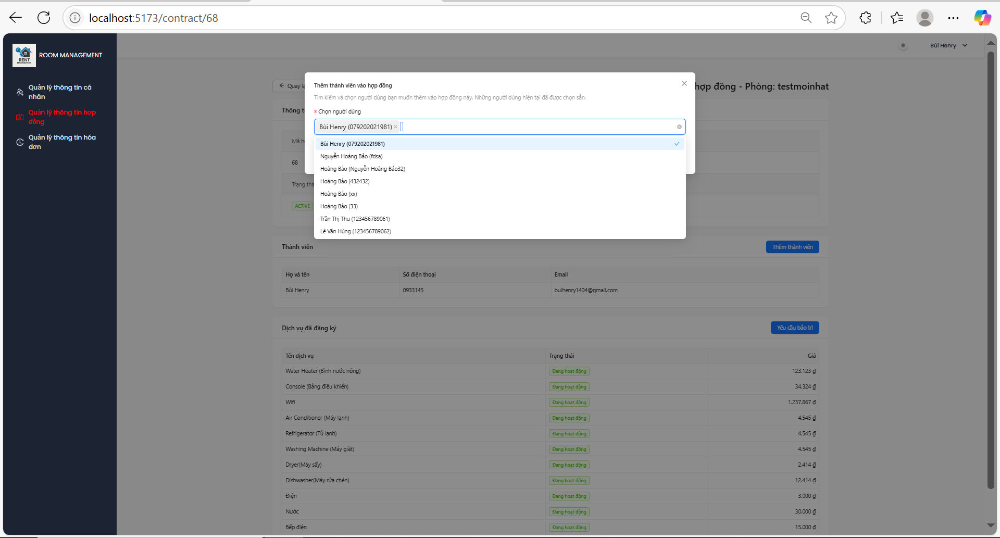 localhost:5173/contract/68
RENT
MANAGEMENT
ROOM MANAGEMENT
Quản lý thông tin cá
nhân
Quản lý thông tin hợp
đồng
Quản lý thông tin hóa
đơn
Bùi Henry
Quay lạ
hợp đồng - Phòng: testmoinhat
Thêm thành viên vào hợp đồng
Tìm kiếm và chọn người dùng bạn muốn thêm vào hợp đồng này. Những người dùng hiện tại đã được chọn sẵn.
* Chọn người dùng
Bùi Henry (079202021981)
Bùi Henry (079202021981)
Nguyễn Hoàng Bảo (fdsa)
Hoàng Bảo (Nguyễn Hoàng Bảo32)
Hoàng Bảo (432432)
Hoàng Bảo (xx)
Hoàng Bảo (33)
Trần Thị Thu (123456789061)
Lê Văn Hùng (123456789062)
Thông t
Mã h
68
Trạng thá
ACTIVE
Thành viên
Thêm thành viên
Họ và tên Số điện thoại Email
Bùi Henry 0933145 buihenry1404@gmail.com
Dịch vụ đã đăng ký
Yêu cầu bảo trì
Tên dịch vụ Trạng thái Giá
Water Heater (Bình nước nóng) Đang hoạt động 123.123 ₫
Console (Bảng điều khiển) Đang hoạt động 34.324 ₫
Wifi Đang hoạt động 1.237.867 ₫
Air Conditioner (Máy lạnh) Đang hoạt động 4.545 ₫
Refrigerator (Tủ lạnh) Đang hoạt động 4.545 ₫
Washing Machine (Máy giặt) Đang hoạt động 4.545 ₫
Dryer(Máy sấy) Đang hoạt động 2.414 ₫
Dishwasher(Máy rửa chén) Đang hoạt động 12.414 ₫
Điện Đang hoạt động 3.000 ₫
Nước Đang hoạt động 30.000 ₫
Bếp điện Đang hoạt động 15.000 ₫